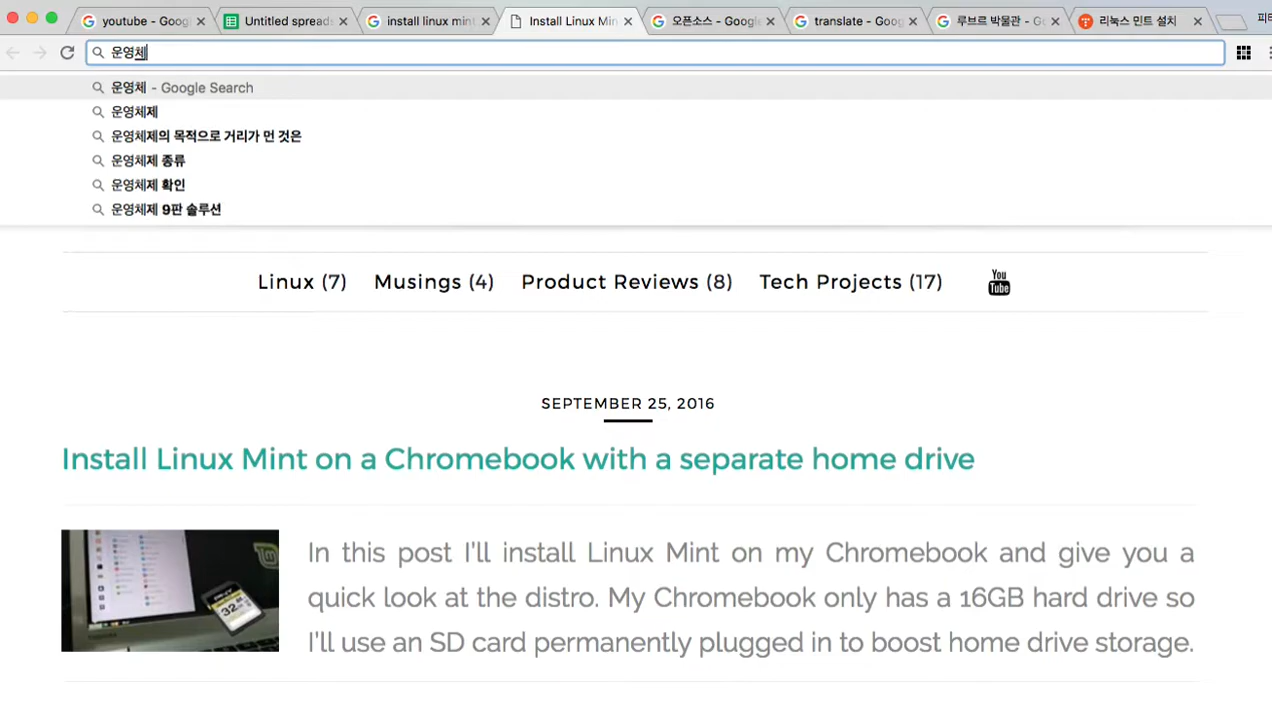 youtube - Goog
Untitled spreads
install linux mint
Install Linux Min
오픈소스 - Google
translate - Goog
루브르 박물관 - Go
리눅스 민트 설치
피터
운영체
운영체 - Google Search
운영체제
운영체제의 목적으로 거리가 먼 것은
운영체제 종류
운영체제 확인
운영체제 9판 솔루션
Linux (7)
Musings (4)
Product Reviews (8)
Tech Projects (17)
You
Tube
SEPTEMBER 25, 2016
Install Linux Mint on a Chromebook with a separate home drive
In this post I'll install Linux Mint on my Chromebook and give you a
quick look at the distro. My Chromebook only has a 16GB hard drive so
I'll use an SD card permanently plugged in to boost home drive storage.
32